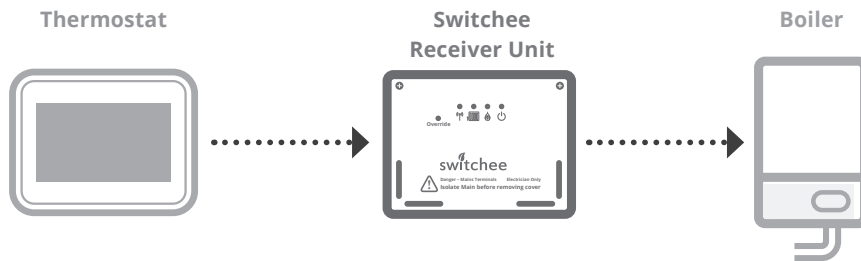 Thermostat
Switchee
Receiver Unit
Boiler
Override
switchee
Danger - Mains Terminals Electrician Only
Isolate Main before removing cover